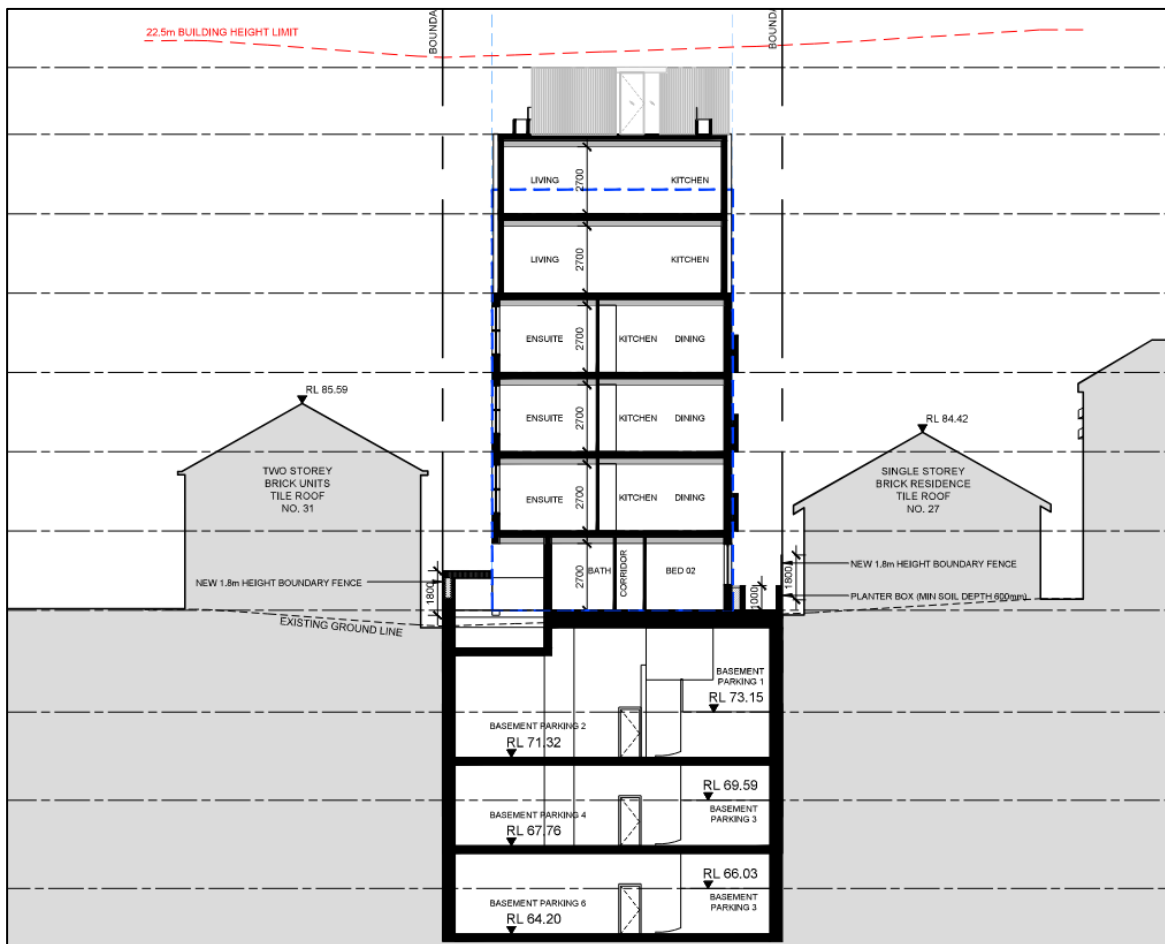 22.5m BUILDING HEIGHT LIMIT
BOUNDA
BOUNDA
LIVING
2700
KITCHEN
LIVING
2700
KITCHEN
ENSUITE
2700
KITCHEN
DINING
RL 85.59
ENSUITE
2700
KITCHEN
DINING
RL 84.42
TWO STOREY
BRICK UNITS
TILE ROOF
NO. 31
ENSUITE
2700
KITCHEN
DINING
SINGLE STOREY
BRICK RESIDENCE
TILE ROOF
NO. 27
NEW 1.8m HEIGHT BOUNDARY FENCE
1800
2700
BATH
CORRIDOR
BED 02
1000
1800
NEW 1.8m HEIGHT BOUNDARY FENCE
PLANTER BOX (MIN SOIL DEPTH 600mm)
EXISTING GROUND LINE
BASEMENT
PARKING 1
RL 73.15
BASEMENT PARKING 2
RL 71.32
RL 69.59
BASEMENT
PARKING 3
BASEMENT PARKING 4
RL 67.76
RL 66.03
BASEMENT
PARKING 3
BASEMENT PARKING 6
RL 64.20